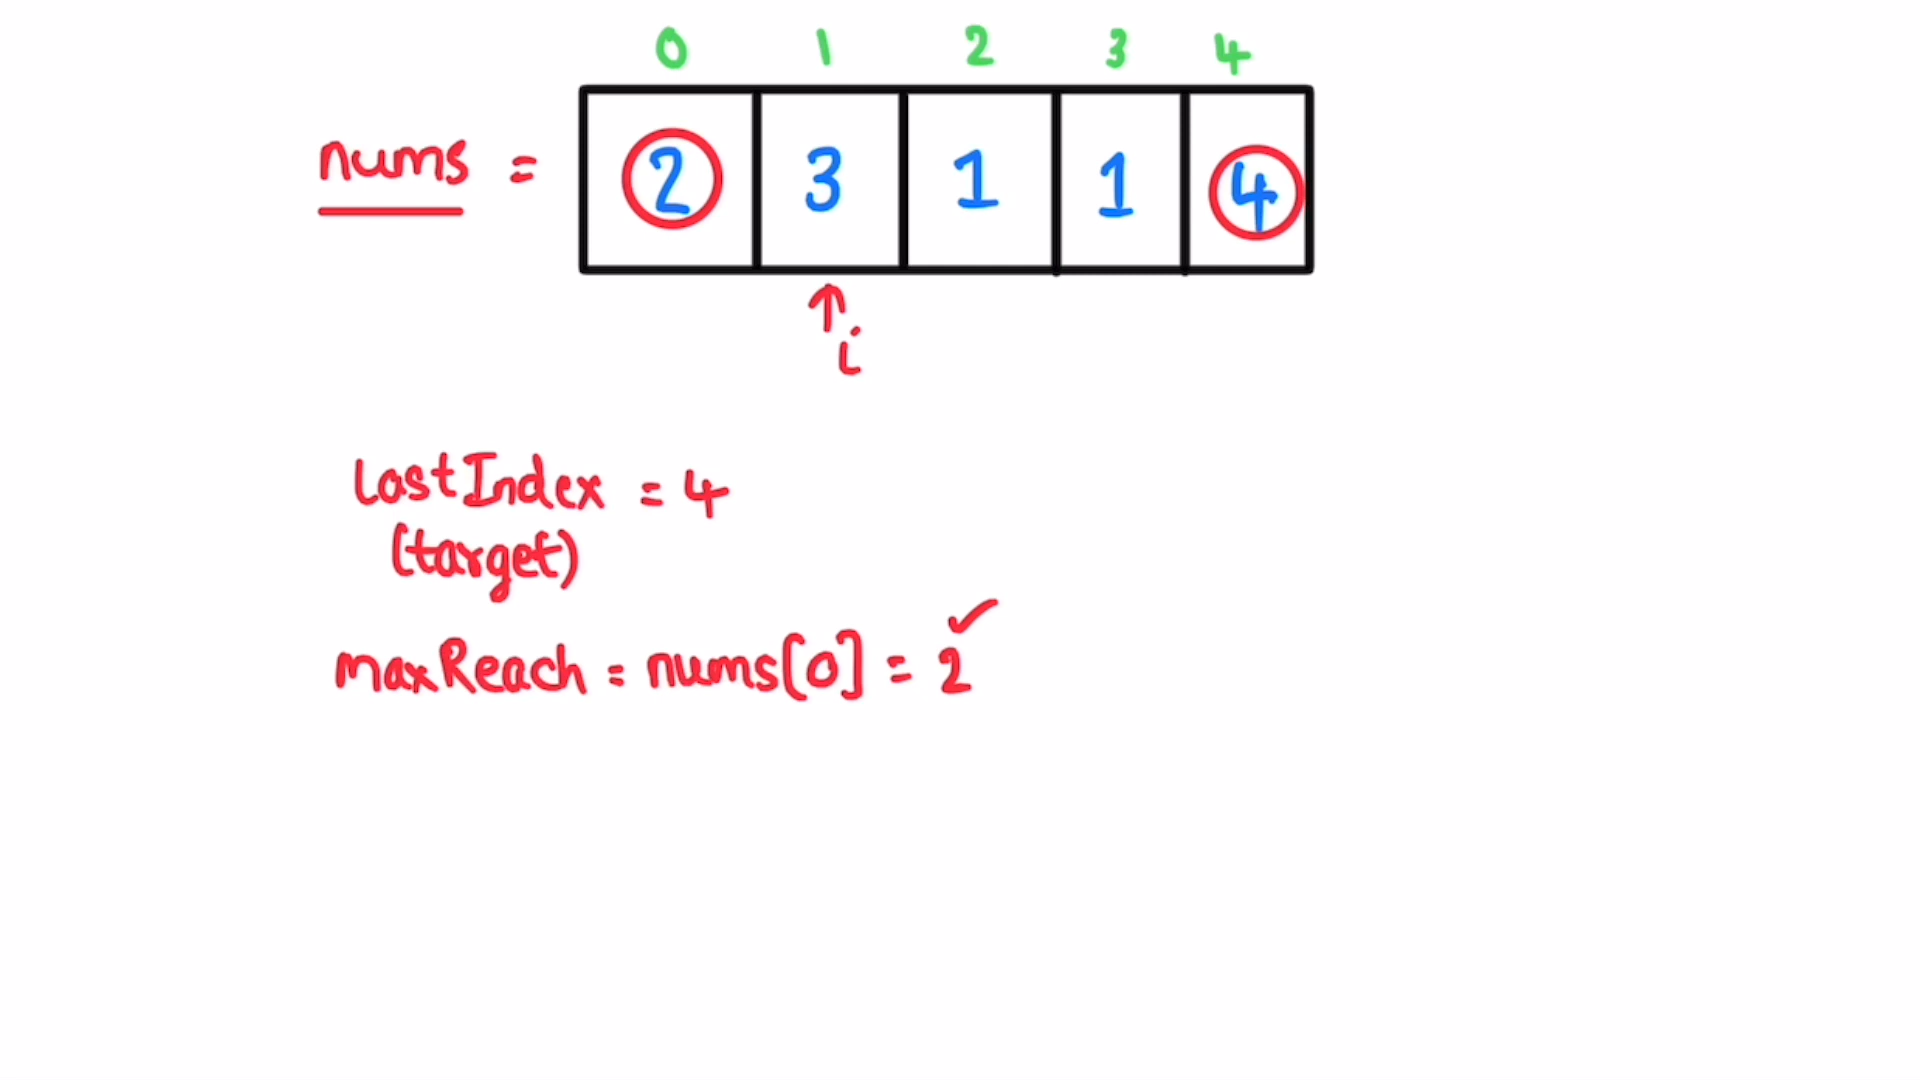 0 1 2 3 4
nums = 2 3 1 1 4
i
lastIndex = 4
(target)
maxReach = nums[0] = 2